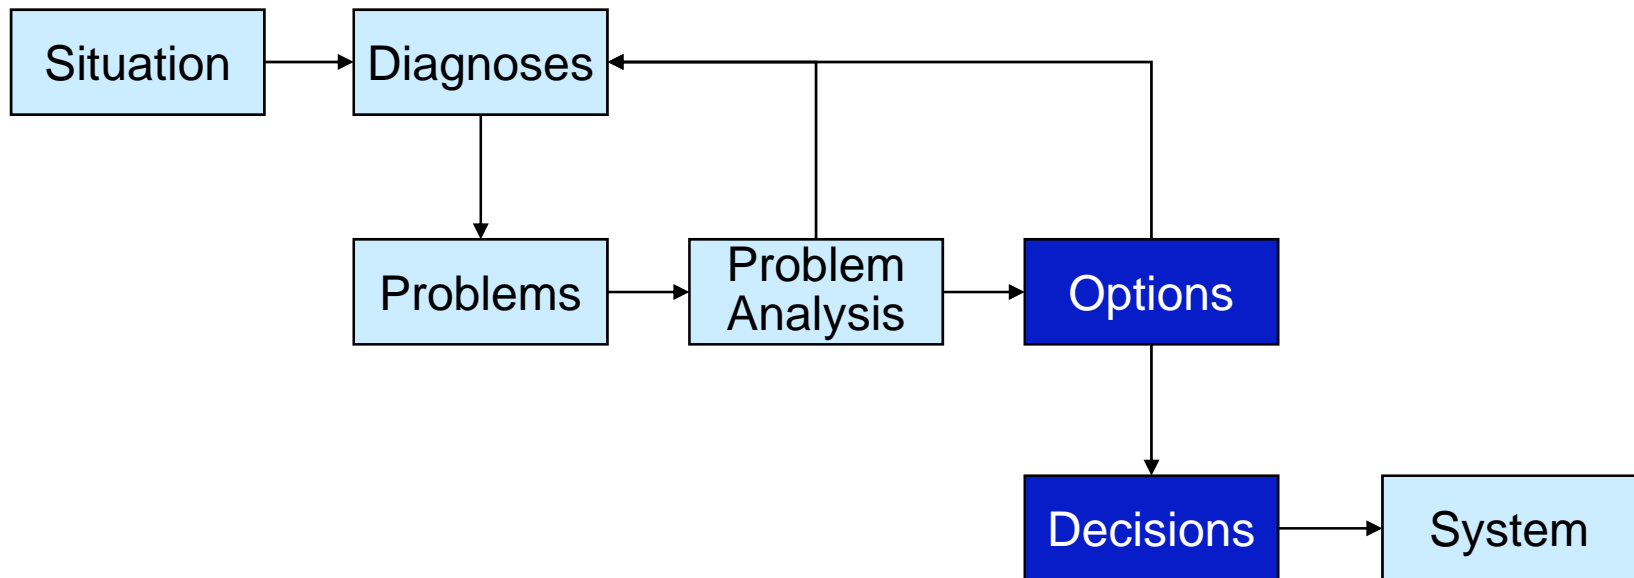 Situation
Diagnoses
Problems
Problem
Analysis
Options
Decisions
System